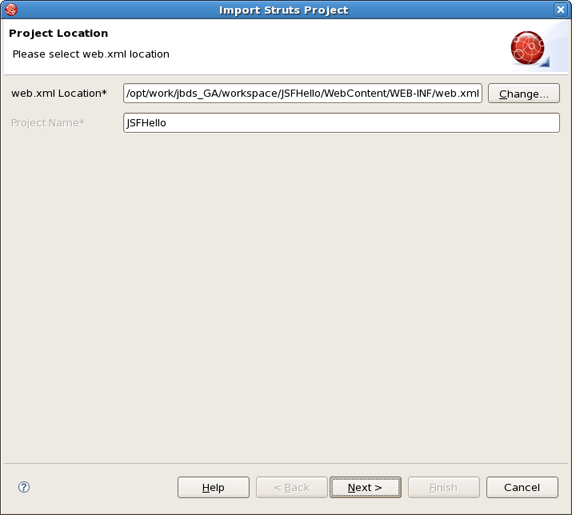 Import Struts Project
Project Location
Please select web.xml location
web.xml Location* /opt/work/jbds_GA/workspace/JSFHello/WebContent/WEB-INF/web.xml Change...
Project Name* JSFHello
? Help < Back Next > Finish Cancel